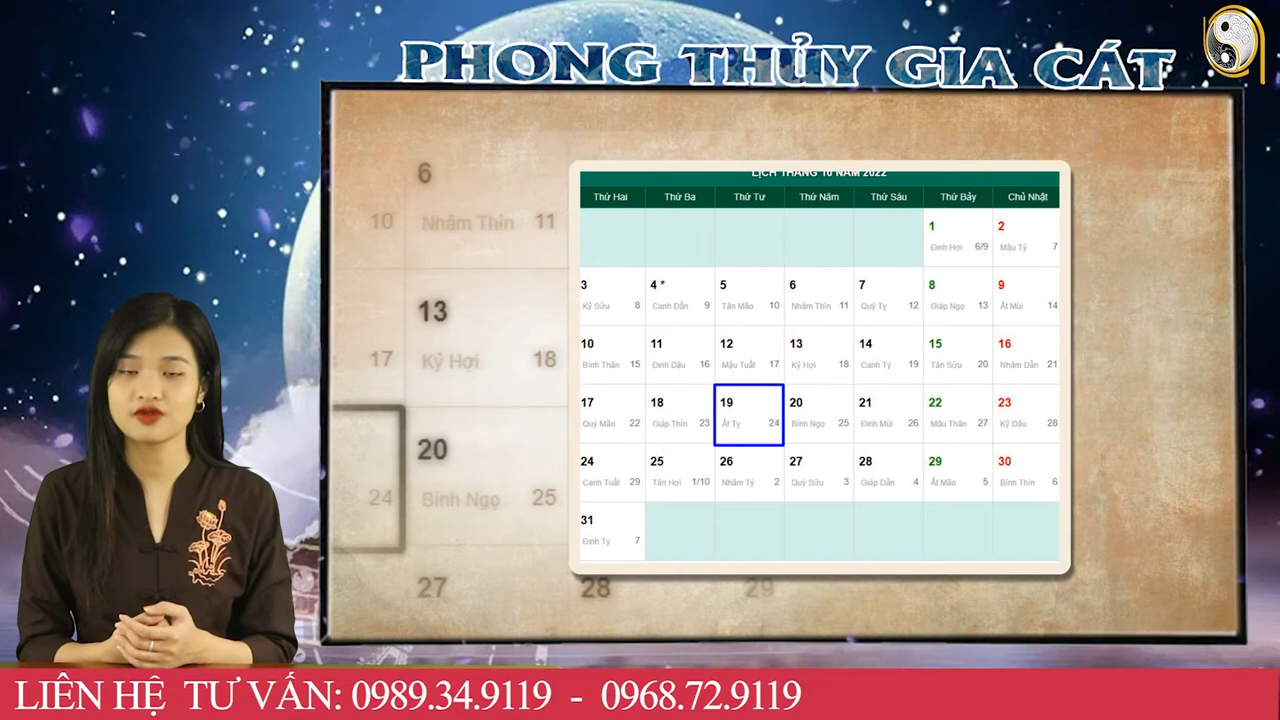 PHONG THỦY GIA CÁT
6
10 Nhâm Thìn 11
13
17 Kỷ Hợi 18
20
24 Bính Ngọ 25
27 28 29
LỊCH THÁNG 10 NĂM 2022
Thứ Hai Thứ Ba Thứ Tư Thứ Năm Thứ Sáu Thứ Bảy Chủ Nhật
1 2
Đinh Hợi 6/9 Mậu Tý 7
3 4 * 5 6 7 8 9
Kỷ Sửu 8 Canh Dần 9 Tân Mão 10 Nhâm Thìn 11 Quý Tỵ 12 Giáp Ngọ 13 Ất Mùi 14
10 11 12 13 14 15 16
Bính Thân 15 Đinh Dậu 16 Mậu Tuất 17 Kỷ Hợi 18 Canh Tý 19 Tân Sửu 20 Nhâm Dần 21
17 18 19 20 21 22 23
Quý Mão 22 Giáp Thìn 23 Ất Tỵ 24 Bính Ngọ 25 Đinh Mùi 26 Mậu Thân 27 Kỷ Dậu 28
24 25 26 27 28 29 30
Canh Tuất 29 Tân Hợi 1/10 Nhâm Tý 2 Quý Sửu 3 Giáp Dần 4 Ất Mão 5 Bính Thìn 6
31
Đinh Tỵ 7
LIÊN HỆ TƯ VẤN: 0989.34.9119 - 0968.72.9119